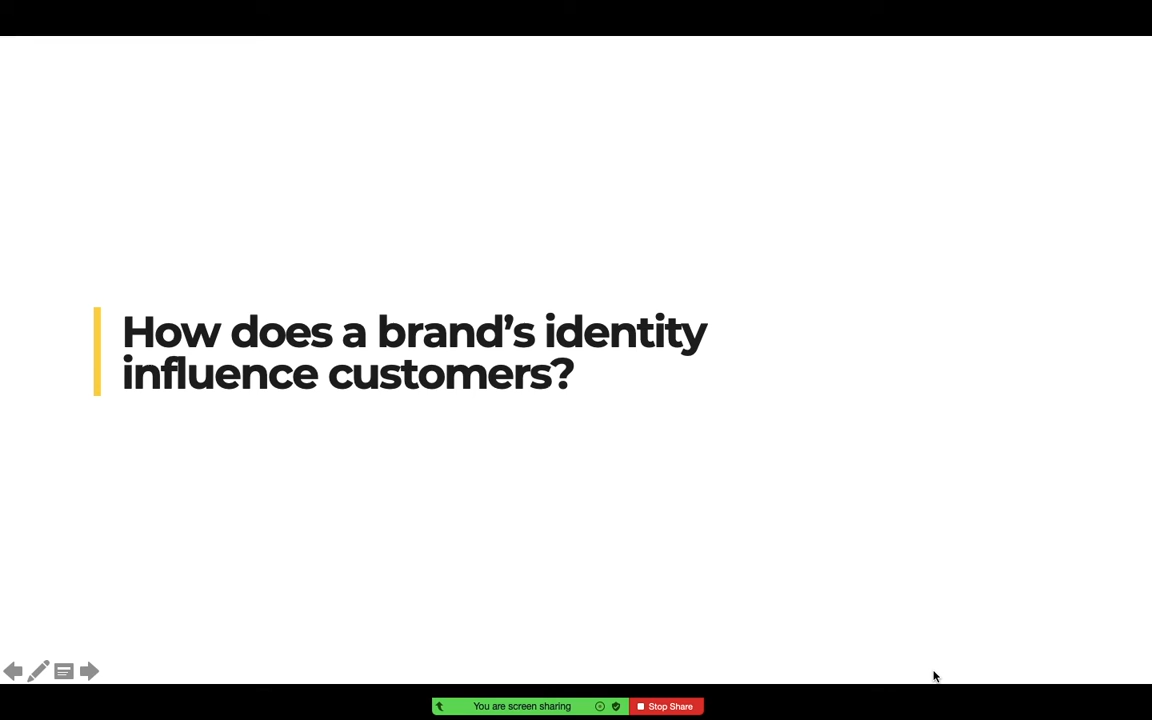 How does a brand’s identity
influence customers?
You are screen sharing
Stop Share